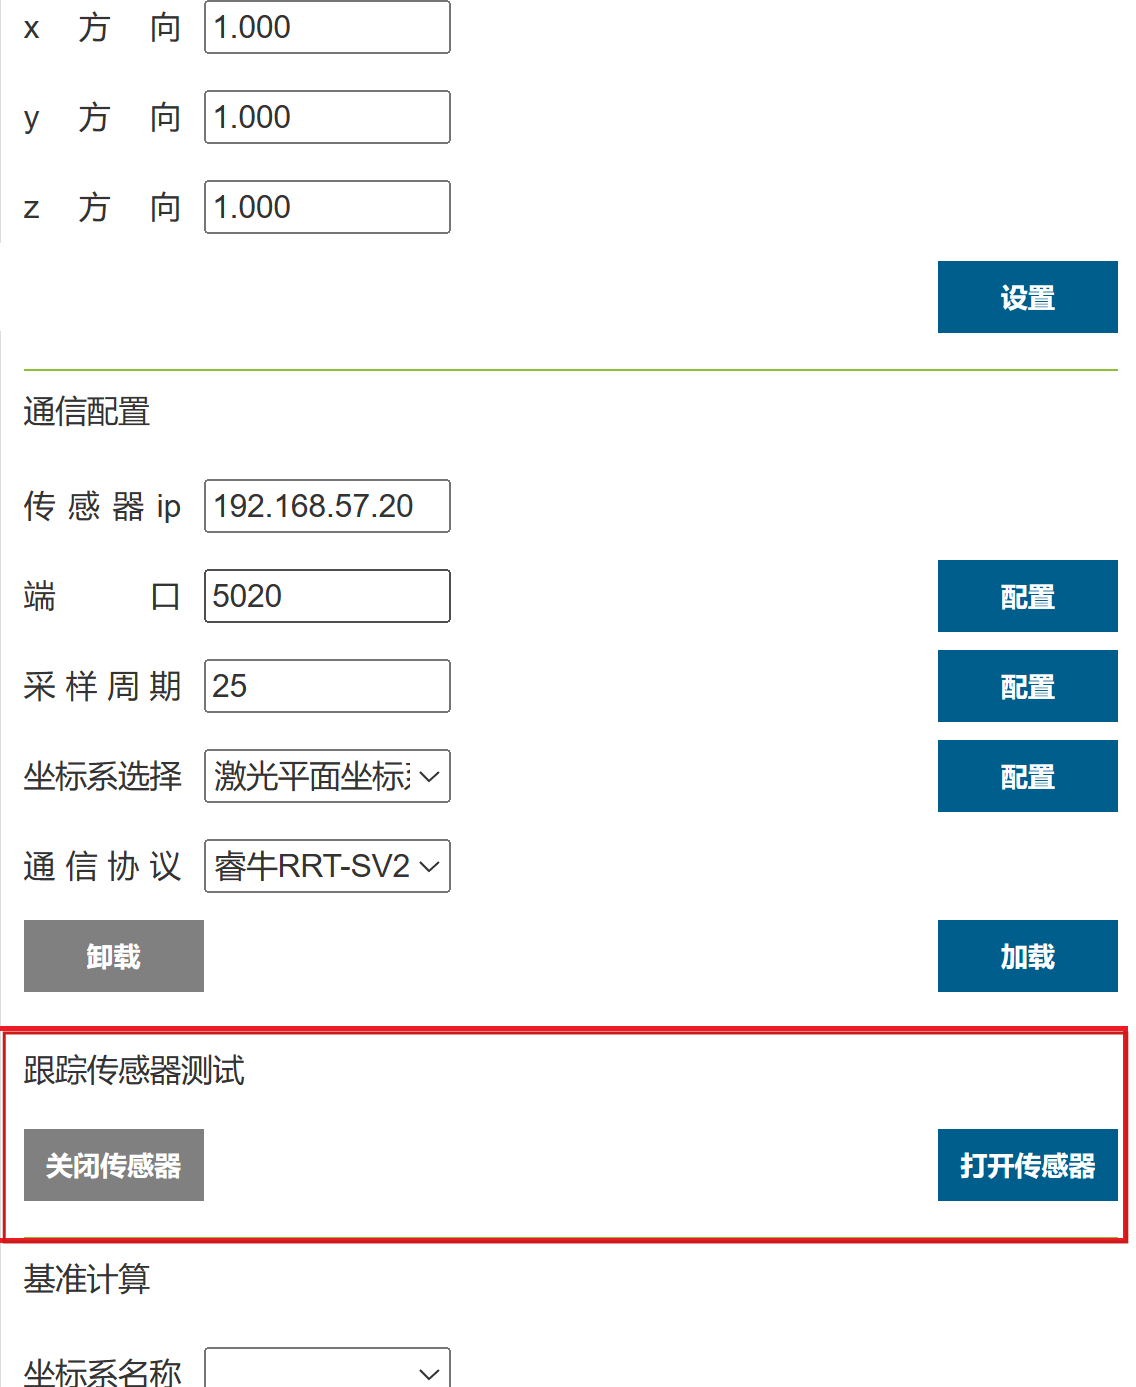 x 方 向 1.000
y 方 向 1.000
z 方 向 1.000
设置
通信配置
传感器ip 192.168.57.20
端 口 5020 配置
采样周期 25 配置
坐标系选择 激光平面坐标系 配置
通信协议 睿牛RRT-SV2
卸载 加载
跟踪传感器测试
关闭传感器 打开传感器
基准计算
坐标系名称